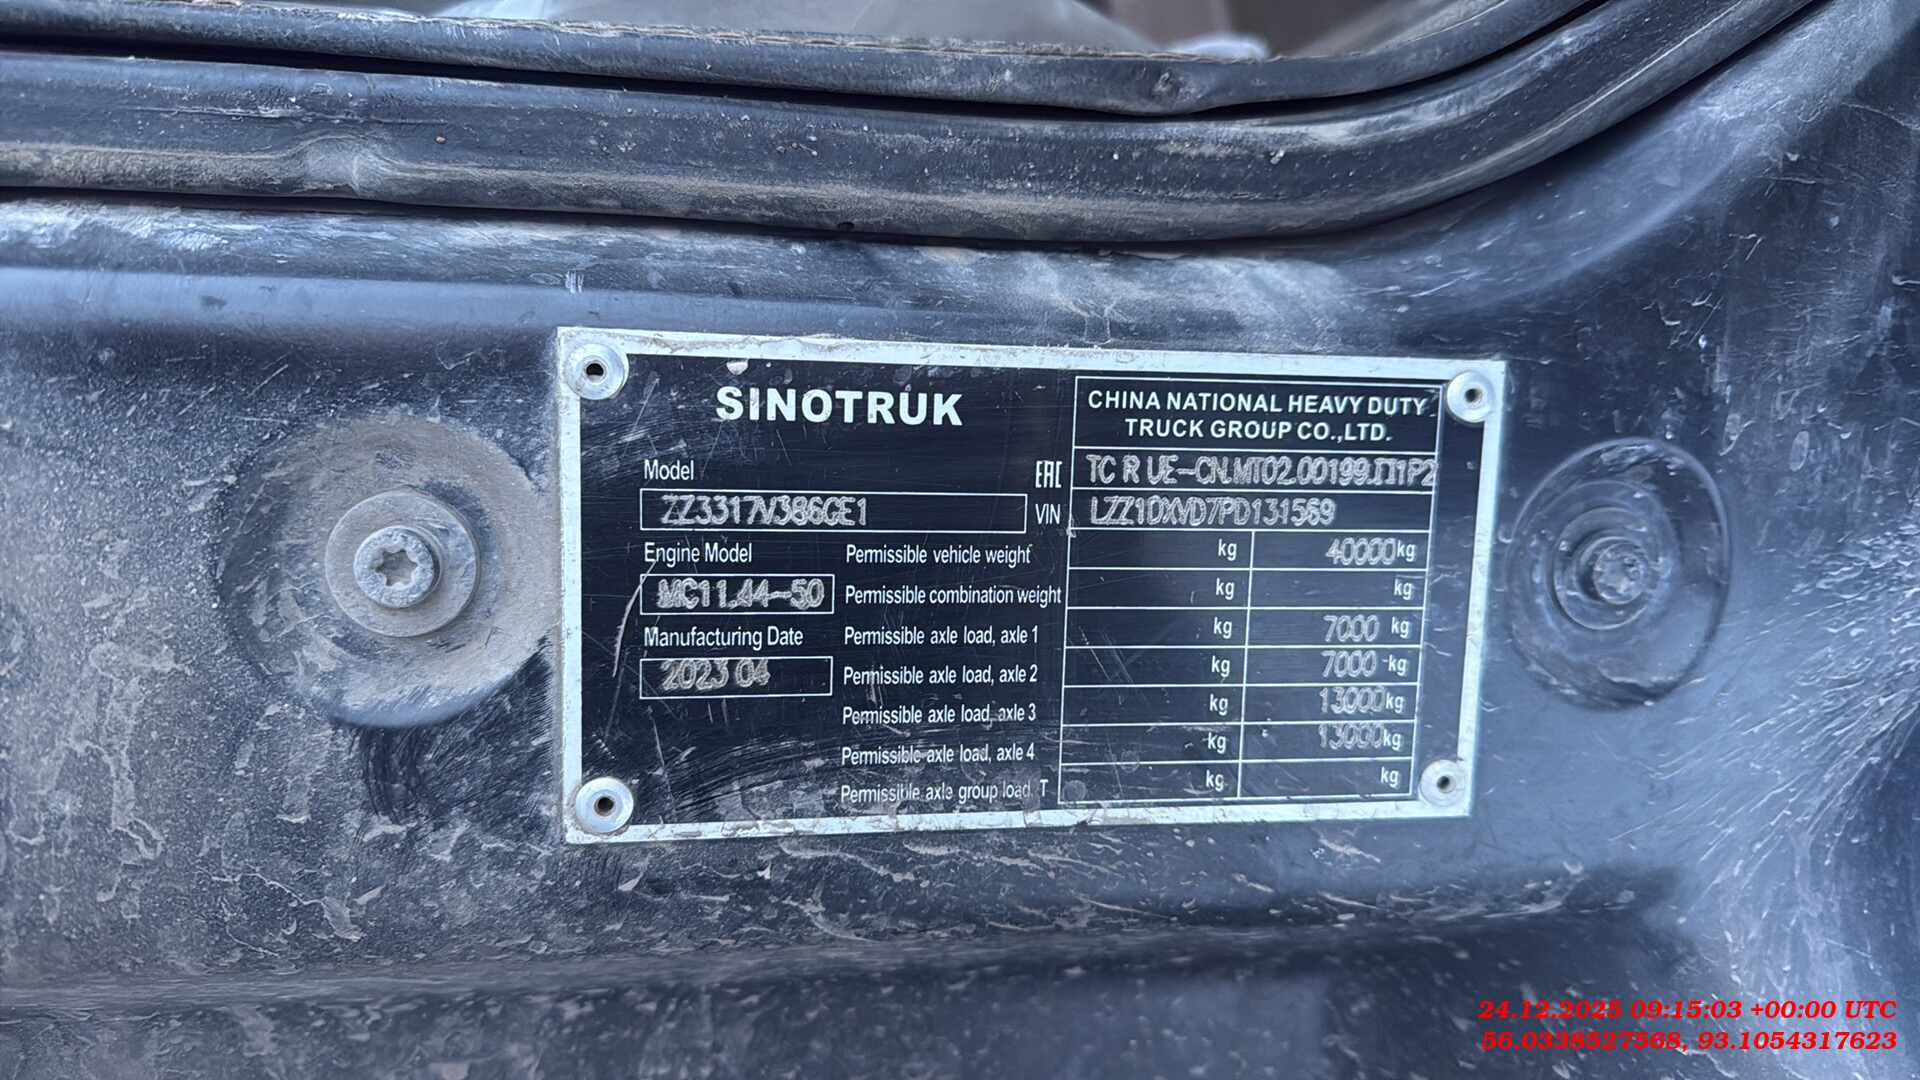 SINOTRUK
CHINA NATIONAL HEAVY DUTY
TRUCK GROUP CO.,LTD.
Model
EAC TC R UE-CN.MT02.00199.П1P2
ZZ3317V386GE1
VIN LZZ1DXVD7PD131569
Engine Model
Permissible vehicle weight kg 40000kg
MC11.44-50
Permissible combination weight kg kg
Manufacturing Date
Permissible axle load, axle 1 kg 7000 kg
2023 04
Permissible axle load, axle 2 kg 7000 kg
Permissible axle load, axle 3 kg 13000kg
Permissible axle load, axle 4 kg 13000kg
Permissible axle group load T kg kg
24.12.2025 09:15:03 +00:00 UTC
56.0338527568, 93.1054317623